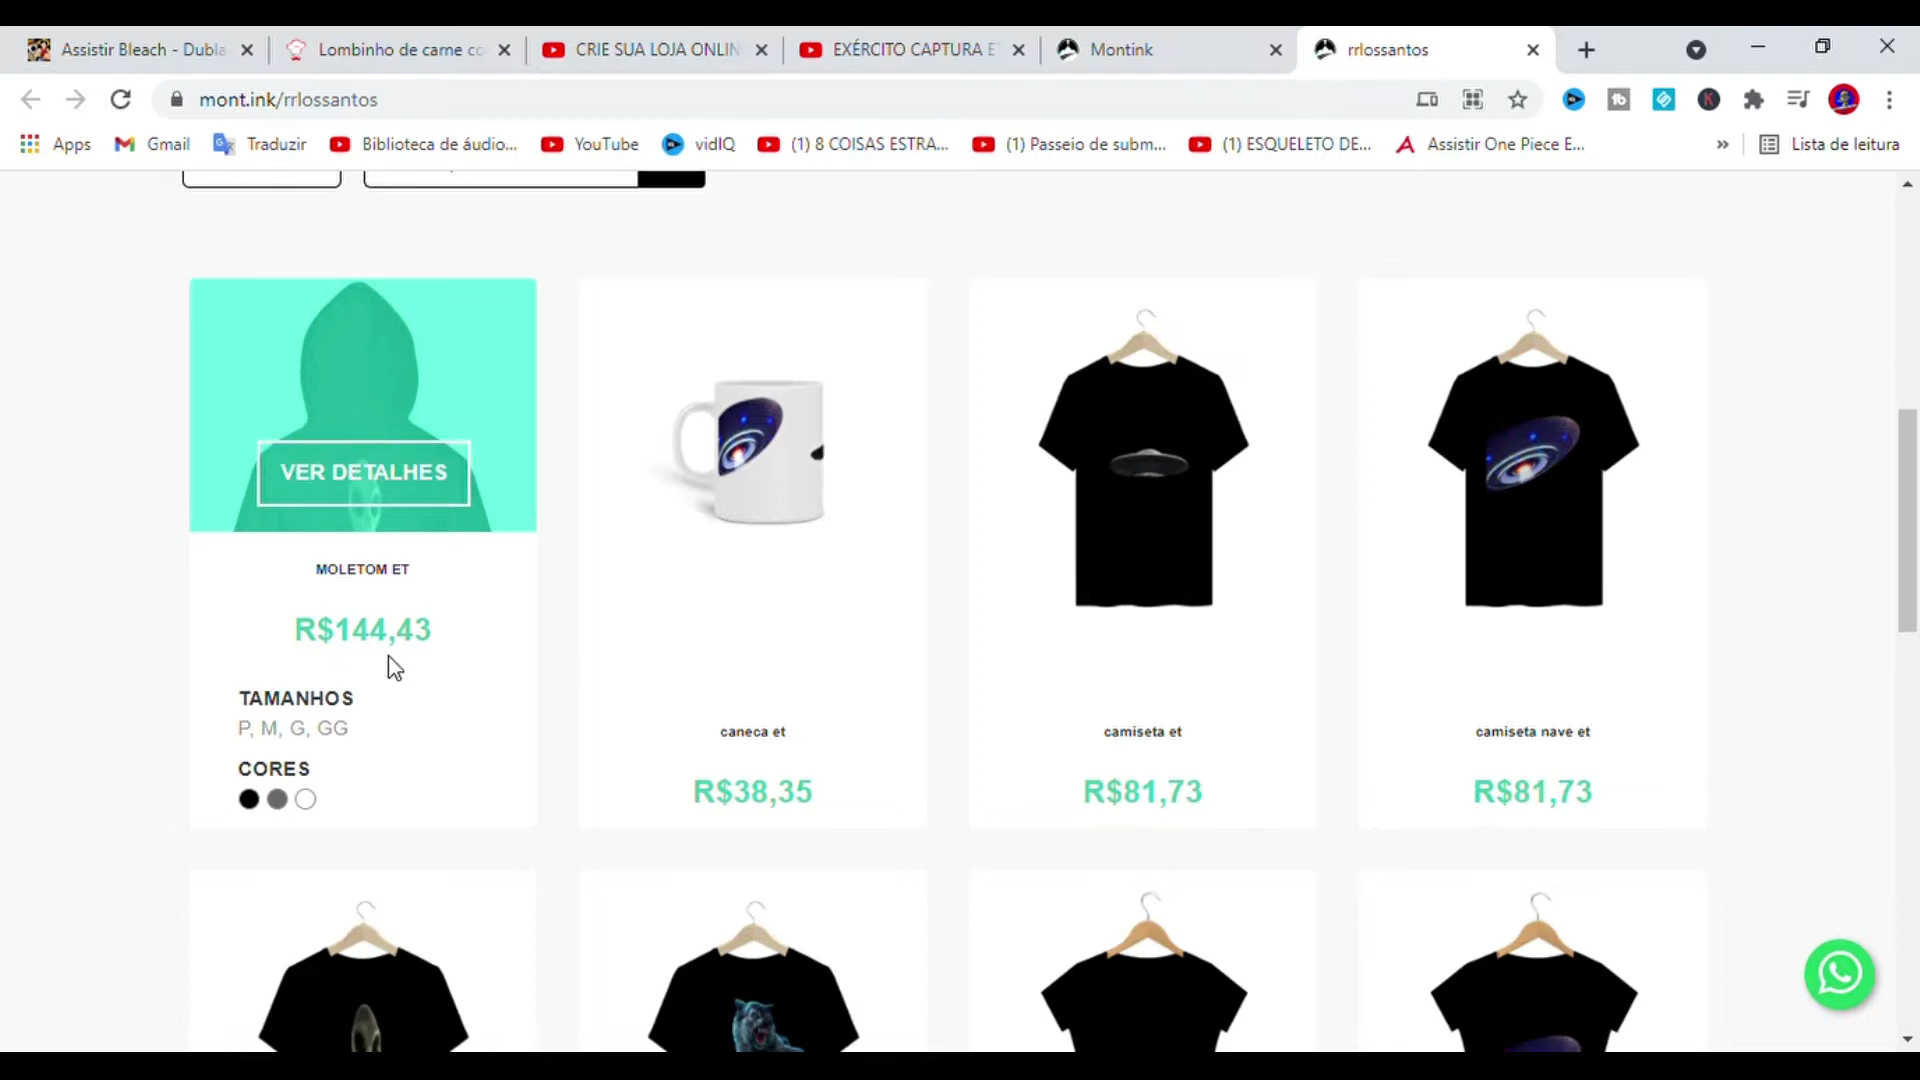 Assistir Bleach - Dubla
Lombinho de carne co
CRIE SUA LOJA ONLIN
EXÉRCITO CAPTURA ET
Montink
rrlossantos
mont.ink/rrlossantos
Apps
Gmail
Traduzir
Biblioteca de áudio...
YouTube
vidIQ
(1) 8 COISAS ESTRA...
(1) Passeio de subm...
(1) ESQUELETO DE...
Assistir One Piece E...
»
Lista de leitura
VER DETALHES
MOLETOM ET
R$144,43
TAMANHOS
P, M, G, GG
CORES
caneca et
R$38,35
camiseta et
R$81,73
camiseta nave et
R$81,73